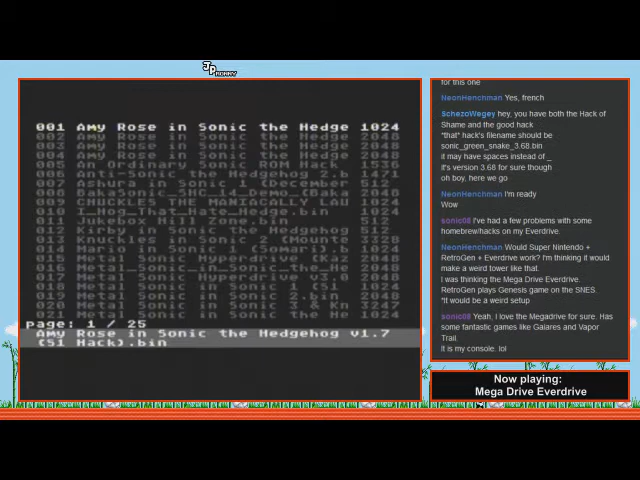 JP
RONNY
001 Amy Rose in Sonic the Hedge 1024
002 Amy Rose in Sonic the Hedge 2048
003 Amy Rose in Sonic the Hedge 2048
004 Amy Rose in Sonic the Hedge 2048
005 An Ordinary Sonic ROM Hack 1536
006 Anti-Sonic the Hedgehog 2.b 1471
007 Ashura in Sonic 1 (December 512
008 BakaSonic_SHC_14_Demo_(Baka 2048
009 CHUCKLES THE MANIACALLY LAU 1024
010 I_Hog_That_Hate_Hedge.bin 1024
011 Jukebox Hill Zone.bin 512
012 Kirby in Sonic the Hedgehog 512
013 Knuckles in Sonic 2 (Mounte 3328
014 Mario in Sonic 1 (Somari).b 1024
015 Metal Sonic Hyperdrive (Kaz 2048
016 Metal_Sonic_in_Sonic_the_He 2048
017 Metal Sonic Hyperdrive v3.0 2048
018 Metal Sonic in Sonic 1 (S1 1024
019 Metal Sonic in Sonic 2.bin 2048
020 Metal Sonic in Sonic 3 & Kn 3247
021 Metal Sonic in Sonic the He 1024
Page: 1 / 25
Amy Rose in Sonic the Hedgehog v1.7
(S1 Hack).bin
for this one
NeonHenchman Yes, french
SchezoWegey hey, you have both the Hack of
Shame and the good hack
*that* hack's filename should be
sonic_green_snake_3.68.bin
it may have spaces instead of _
it's version 3.68 for sure though
oh boy, here we go
NeonHenchman I'm ready
Wow
sonic08 I've had a few problems with some
homebrew/hacks on my Everdrive.
NeonHenchman Would Super Nintendo +
RetroGen + Everdrive work? I'm thinking it would
make a weird tower like that.
I was thinking the Mega Drive Everdrive.
RetroGen plays Genesis game on the SNES.
*It would be a weird setup
sonic08 Yeah, I love the Megadrive for sure. Has
some fantastic games like Gaiares and Vapor
Trail.
It is my console. lol
Now playing:
Mega Drive Everdrive